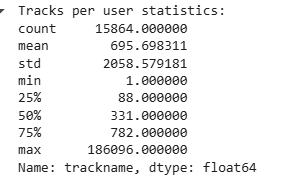 Tracks per user statistics:
count 15864.000000
mean 695.698311
std 2058.579181
min 1.000000
25% 88.000000
50% 331.000000
75% 782.000000
max 186096.000000
Name: trackname, dtype: float64